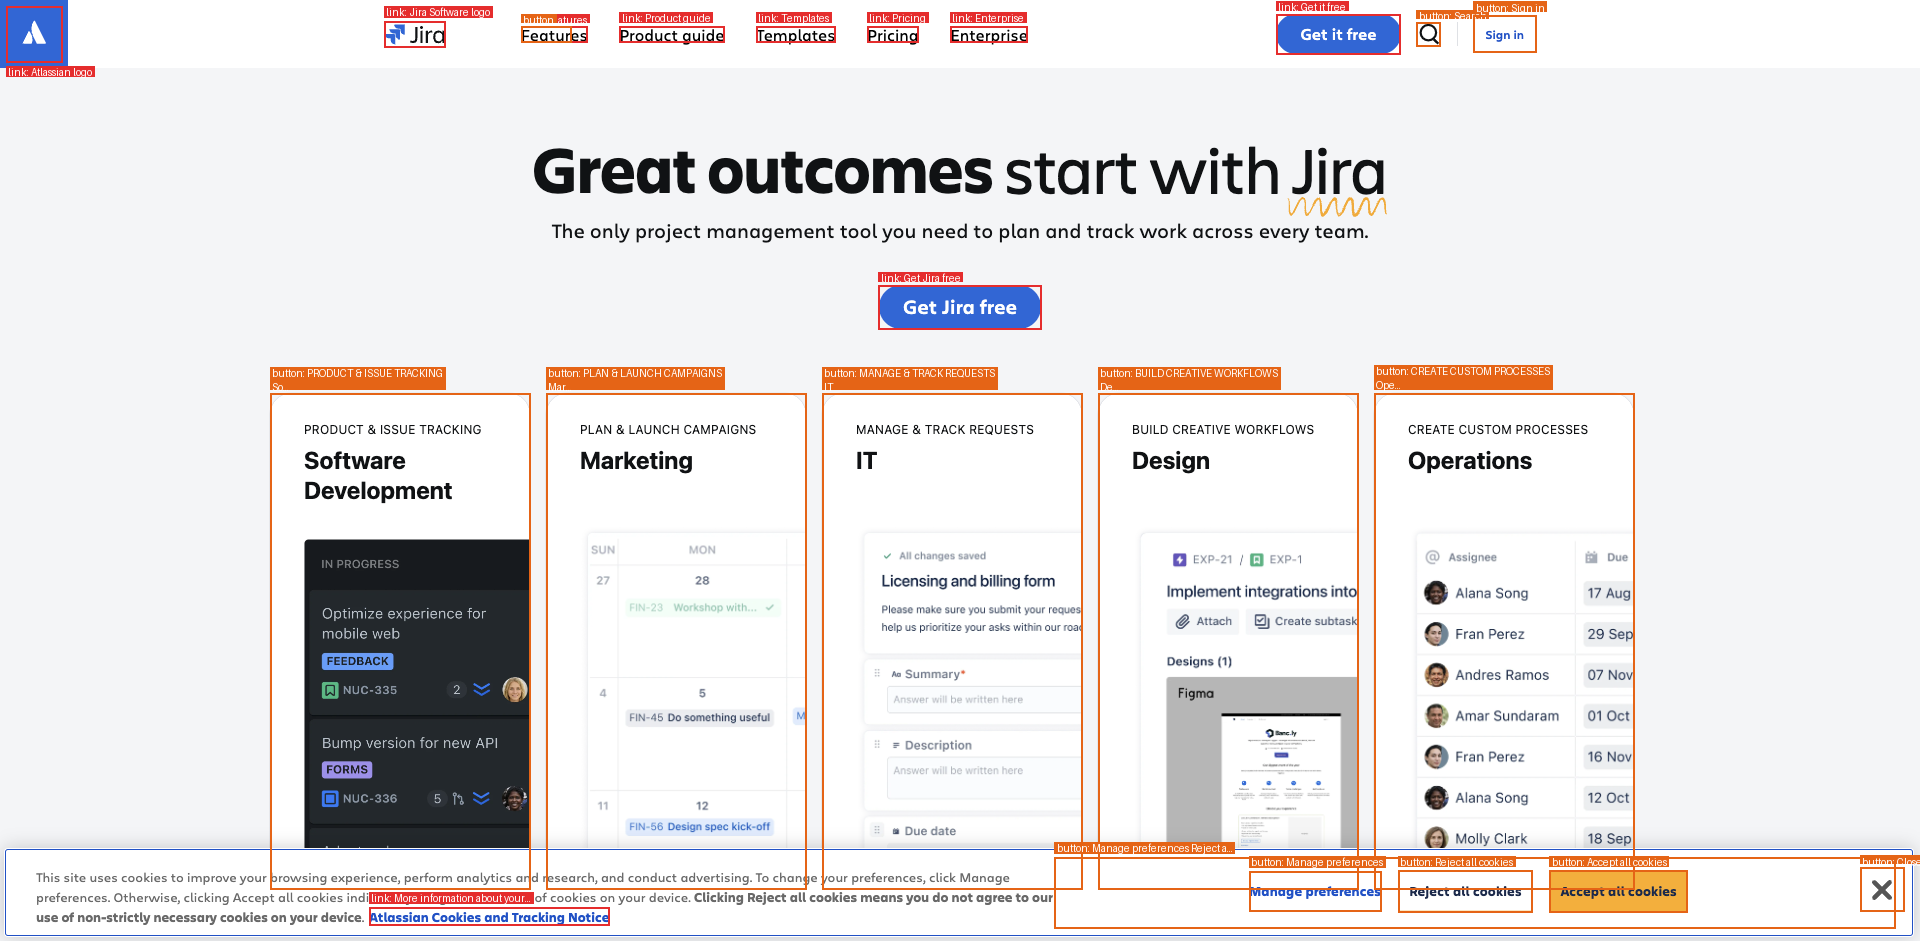 link: Jira Software logo
link: Product guide
link: Templates
link: Pricing
link: Enterprise
link: Get it free
button: Sign in
Jira
Features
Product guide
Templates
Pricing
Enterprise
Get it free
Sign in
link: Atlassian logo
Great outcomes start with Jira
The only project management tool you need to plan and track work across every team.
link: Get Jira free
Get Jira free
button: PRODUCT & ISSUE TRACKING
So
PRODUCT & ISSUE TRACKING
Software
Development
IN PROGRESS
Optimize experience for
mobile web
FEEDBACK
NUC-335
2
Bump version for new API
FORMS
NUC-336
5
button: PLAN & LAUNCH CAMPAIGNS
Mar
PLAN & LAUNCH CAMPAIGNS
Marketing
SUN MON
27 28
FIN-23 Workshop with...
4 5
FIN-45 Do something useful
M
11 12
FIN-56 Design spec kick-off
button: MANAGE & TRACK REQUESTS
IT
MANAGE & TRACK REQUESTS
IT
All changes saved
Licensing and billing form
Please make sure you submit your reques
help us prioritize your asks within our road
Aa Summary*
Answer will be written here
Description
Answer will be written here
Due date
button: BUILD CREATIVE WORKFLOWS
De
BUILD CREATIVE WORKFLOWS
Design
EXP-21 / EXP-1
Implement integrations into
Attach
Create subtask
Designs (1)
Figma
Banc.ly
button: CREATE CUSTOM PROCESSES
Ope...
CREATE CUSTOM PROCESSES
Operations
Assignee Due
Alana Song 17 Aug
Fran Perez 29 Sep
Andres Ramos 07 Nov
Amar Sundaram 01 Oct
Fran Perez 16 Nov
Alana Song 12 Oct
Molly Clark 18 Sep
This site uses cookies to improve your browsing experience, perform analytics and research, and conduct advertising. To change your preferences, click Manage
preferences. Otherwise, clicking Accept all cookies indi of cookies on your device. Clicking Reject all cookies means you do not agree to our
use of non-strictly necessary cookies on your device. Atlassian Cookies and Tracking Notice
link: More information about your...
button: Manage preferences Reject a...
button: Manage preferences
button: Reject all cookies
button: Accept all cookies
button: Close
Manage preferences
Reject all cookies
Accept all cookies